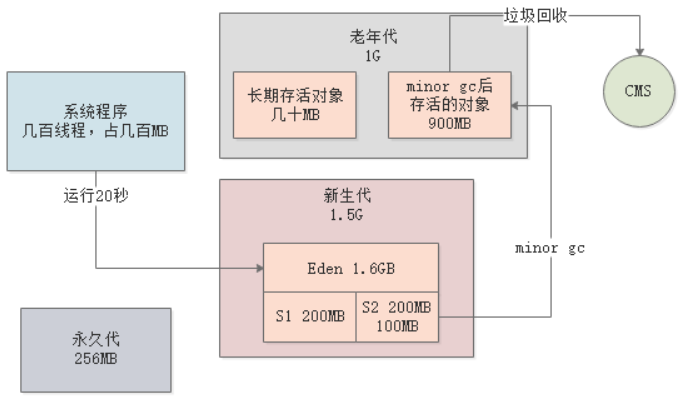 垃圾回收
老年代
1G
长期存活对象
几十MB
minor gc后
存活的对象
900MB
CMS
系统程序
几百线程，占几百MB
运行20秒
新生代
1.5G
Eden 1.6GB
S1 200MB
S2 200MB
100MB
minor gc
永久代
256MB